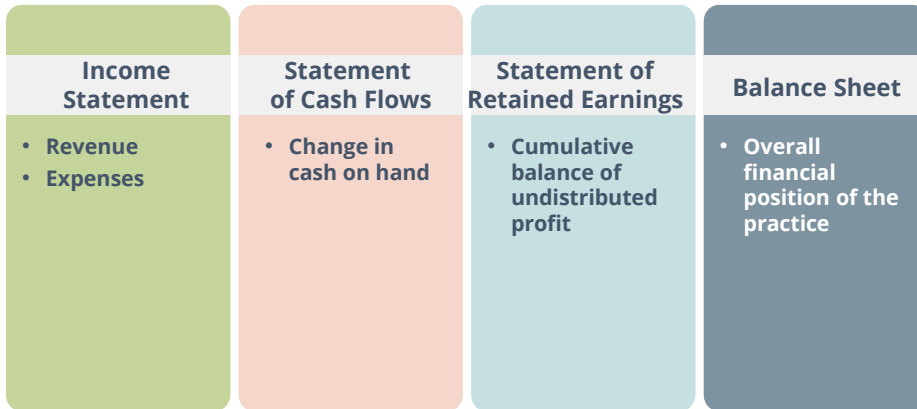 Income
Statement
• Revenue
• Expenses
Statement
of Cash Flows
• Change in
cash on hand
Statement of
Retained Earnings
• Cumulative
balance of
undistributed
profit
Balance Sheet
• Overall
financial
position of the
practice